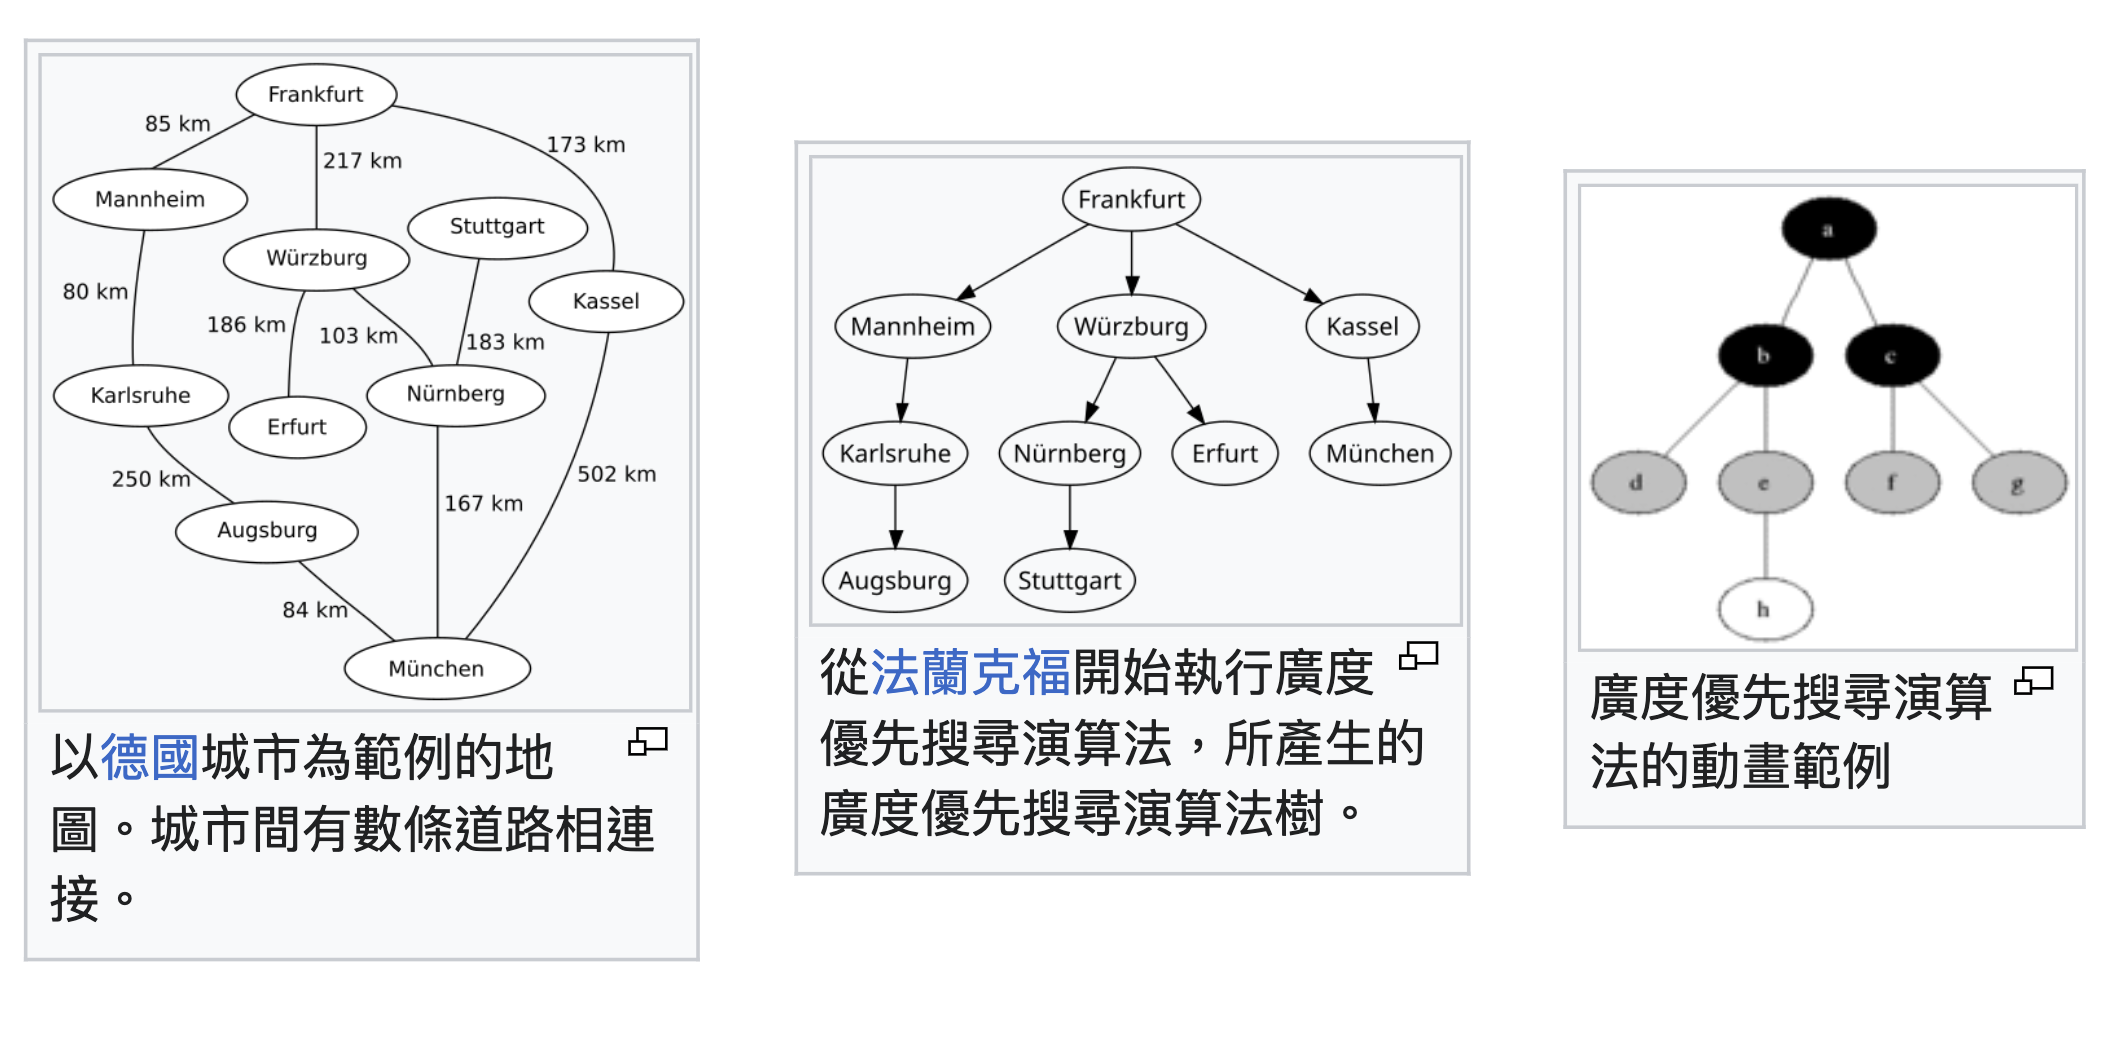 Frankfurt
85 km
173 km
217 km
Mannheim
Stuttgart
Würzburg
80 km
Kassel
186 km
103 km
183 km
Karlsruhe
Nürnberg
Erfurt
250 km
502 km
167 km
Augsburg
84 km
München
以德國城市為範例的地
圖。城市間有數條道路相連
接。
Frankfurt
Mannheim
Würzburg
Kassel
Karlsruhe
Nürnberg
Erfurt
München
Augsburg
Stuttgart
從法蘭克福開始執行廣度
優先搜尋演算法，所產生的
廣度優先搜尋演算法樹。
a
b
c
d
e
f
g
h
廣度優先搜尋演算
法的動畫範例